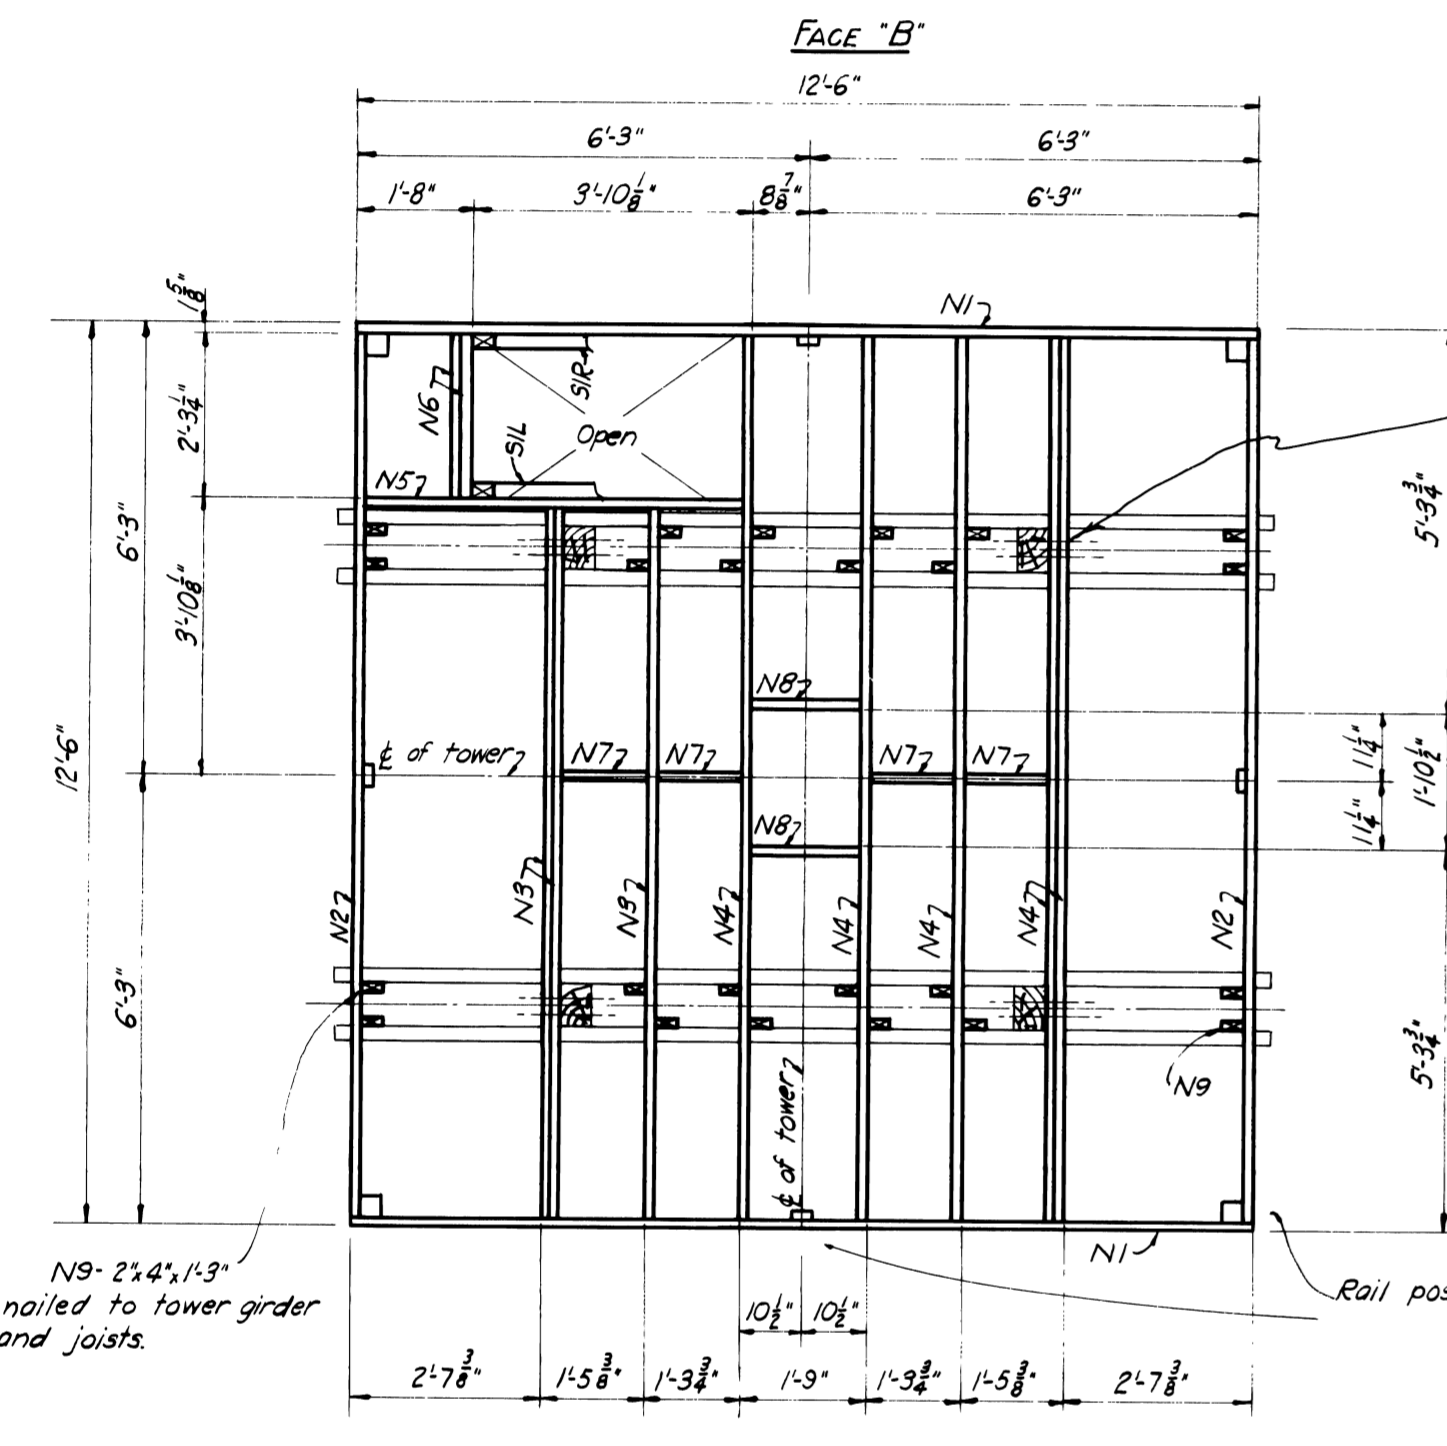 FACE "B"
12'-6"
6'-3" 6'-3"
1'-8" 3'-10 1/8" 8 7/8" 6'-3"
1 5/8"
N1
2'-3 1/4"
N6
S1R
Open
S1L
N5
5'-3 3/4"
6'-3"
3'-10 1/8"
12'-6"
N8
℄ of tower
N7 N7 N7 N7
11 1/4"
1'-10 1/2"
11 1/4"
N8
N2 N3 N3 N4 N4 N4 N4 N2
6'-3"
5'-3 3/4"
N9
℄ of tower
N1
N9- 2"x4"x1'-3"
nailed to tower girder
and joists.
Rail pos
10 1/2" 10 1/2"
2'-7 3/8" 1'-5 3/8" 1'-3 3/4" 1'-9" 1'-3 3/4" 1'-5 3/8" 2'-7 3/8"